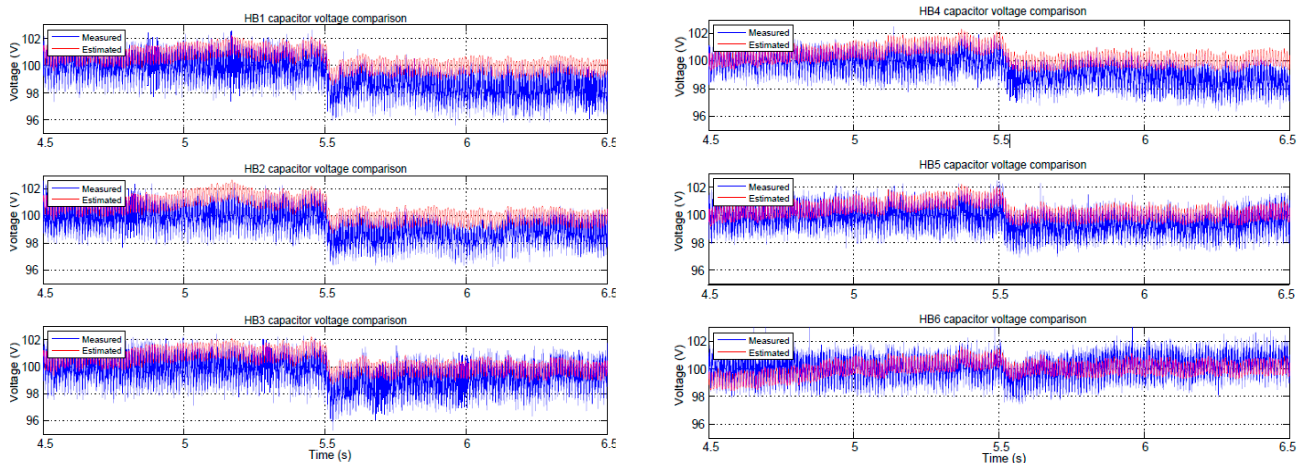 HB1 capacitor voltage comparison
Voltage (V)
102
100
98
96
Measured
Estimated
4.5 5 5.5 6 6.5
HB2 capacitor voltage comparison
Voltage (V)
102
100
98
96
Measured
Estimated
4.5 5 5.5 6 6.5
HB3 capacitor voltage comparison
Voltage (V)
102
100
98
96
Measured
Estimated
4.5 5 5.5 6 6.5
Time (s)
HB4 capacitor voltage comparison
Voltage (V)
102
100
98
96
Measured
Estimated
4.5 5 5.5 6 6.5
HB5 capacitor voltage comparison
Voltage (V)
102
100
98
96
Measured
Estimated
4.5 5 5.5 6 6.5
HB6 capacitor voltage comparison
Voltage (V)
102
100
98
96
Measured
Estimated
4.5 5 5.5 6 6.5
Time (s)